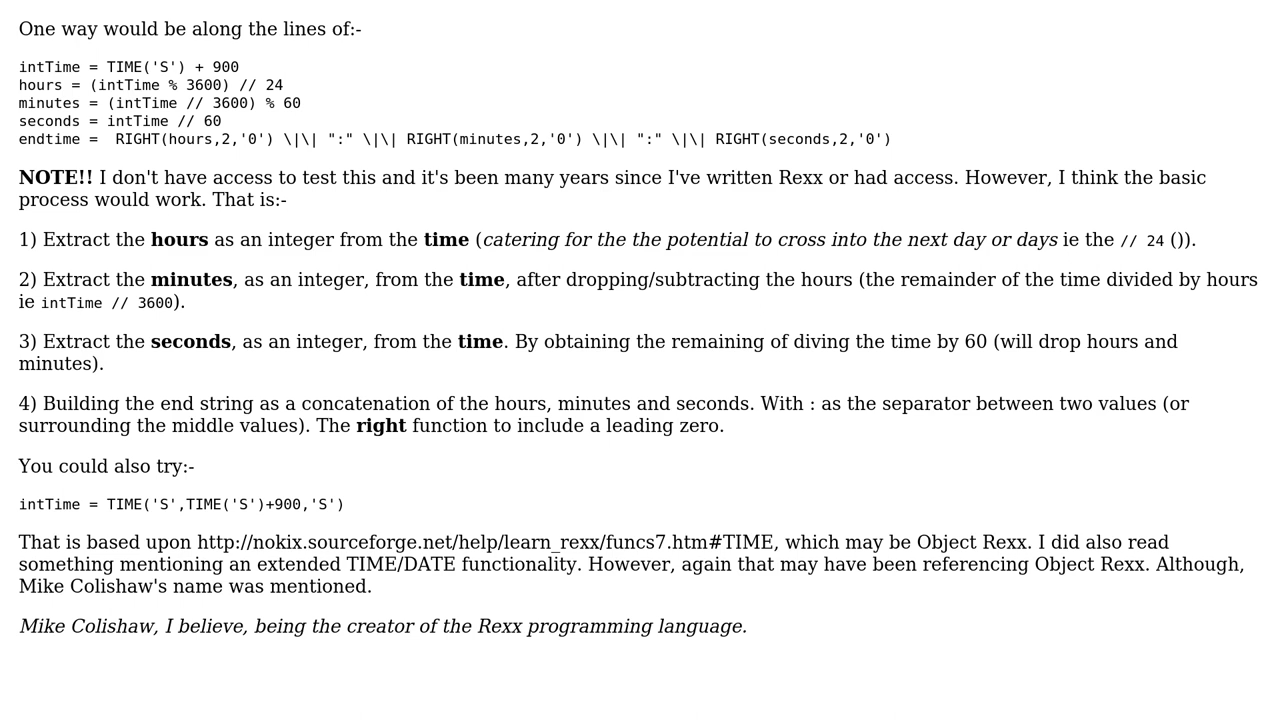 One way would be along the lines of:-
intTime = TIME('S') + 900
hours = (intTime % 3600) // 24
minutes = (intTime // 3600) % 60
seconds = intTime // 60
endtime =  RIGHT(hours,2,'0') \|\| ":" \|\| RIGHT(minutes,2,'0') \|\| ":" \|\| RIGHT(seconds,2,'0')
NOTE!! I don't have access to test this and it's been many years since I've written Rexx or had access. However, I think the basic
process would work. That is:-
1) Extract the hours as an integer from the time (catering for the the potential to cross into the next day or days ie the // 24 ()).
2) Extract the minutes, as an integer, from the time, after dropping/subtracting the hours (the remainder of the time divided by hours
ie intTime // 3600).
3) Extract the seconds, as an integer, from the time. By obtaining the remaining of diving the time by 60 (will drop hours and
minutes).
4) Building the end string as a concatenation of the hours, minutes and seconds. With : as the separator between two values (or
surrounding the middle values). The right function to include a leading zero.
You could also try:-
intTime = TIME('S',TIME('S')+900,'S')
That is based upon http://nokix.sourceforge.net/help/learn_rexx/funcs7.htm#TIME, which may be Object Rexx. I did also read
something mentioning an extended TIME/DATE functionality. However, again that may have been referencing Object Rexx. Although,
Mike Colishaw's name was mentioned.
Mike Colishaw, I believe, being the creator of the Rexx programming language.